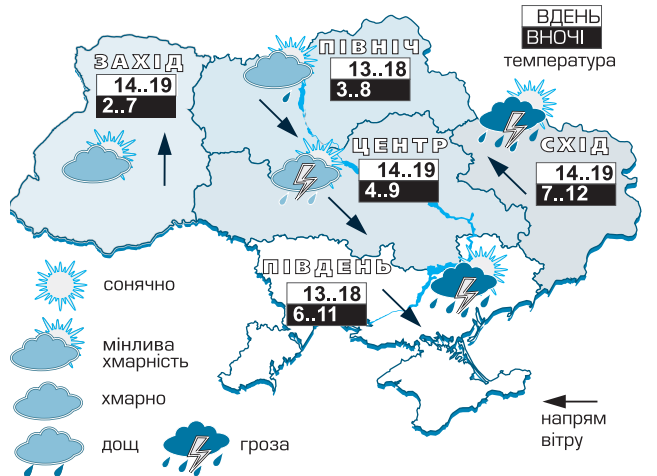 ВДЕНЬ
ВНОЧІ
температура
ЗАХІД
14..19
2..7
ПІВНІЧ
13..18
3..8
ЦЕНТР
14..19
4..9
СХІД
14..19
7..12
ПІВДЕНЬ
13..18
6..11
сонячно
мінлива
хмарність
хмарно
дощ
гроза
напрям
вітру